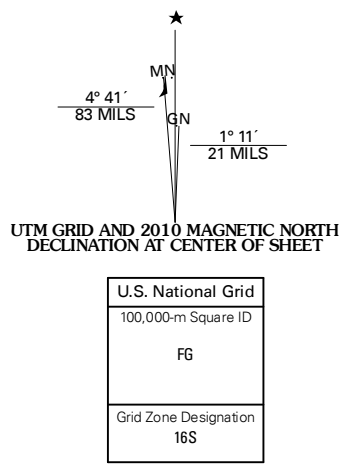 ★
MN
4° 41´
83 MILS
GN
1° 11´
21 MILS
UTM GRID AND 2010 MAGNETIC NORTH
DECLINATION AT CENTER OF SHEET
U.S. National Grid
100,000-m Square ID
FG
Grid Zone Designation
16S